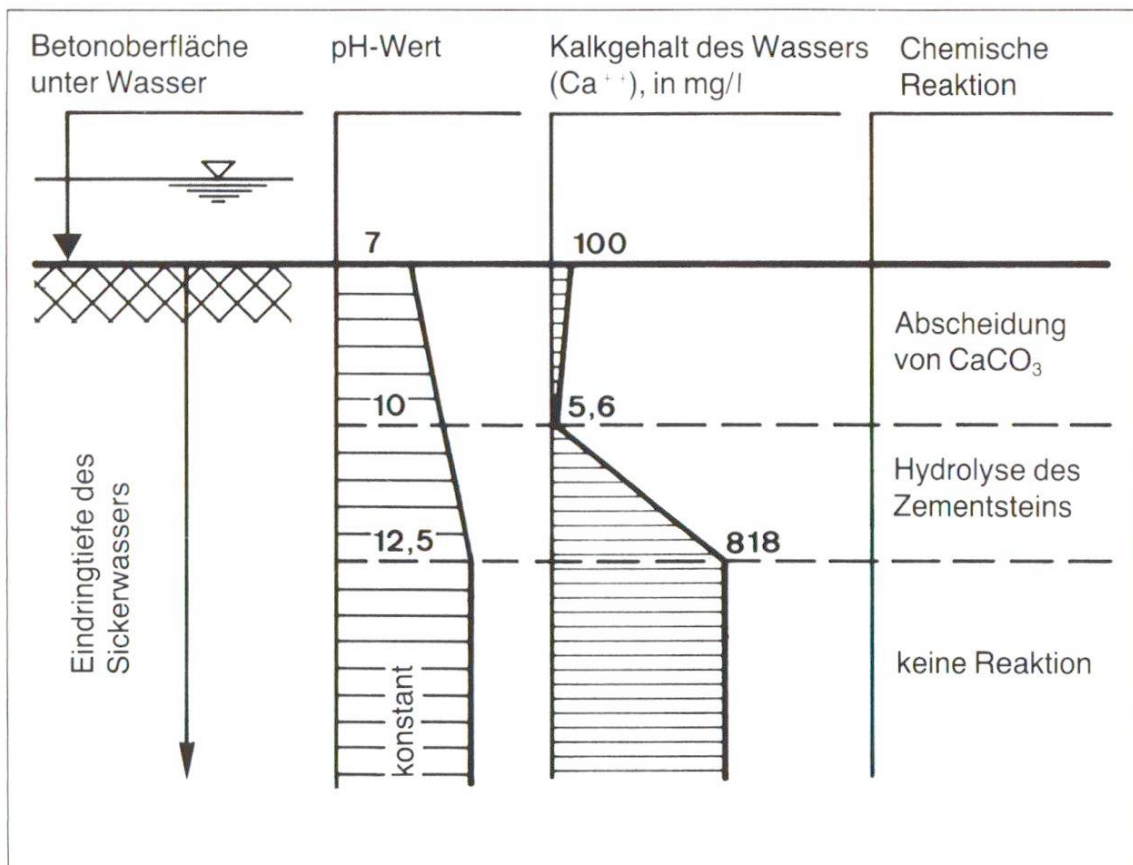 Betonoberfläche
unter Wasser
pH-Wert
Kalkgehalt des Wassers
(Ca⁺⁺), in mg/l
Chemische
Reaktion
7
100
Abscheidung
von CaCO₃
10
5,6
Hydrolyse des
Zementsteins
12,5
818
Eindringtiefe des
Sickerwassers
konstant
keine Reaktion